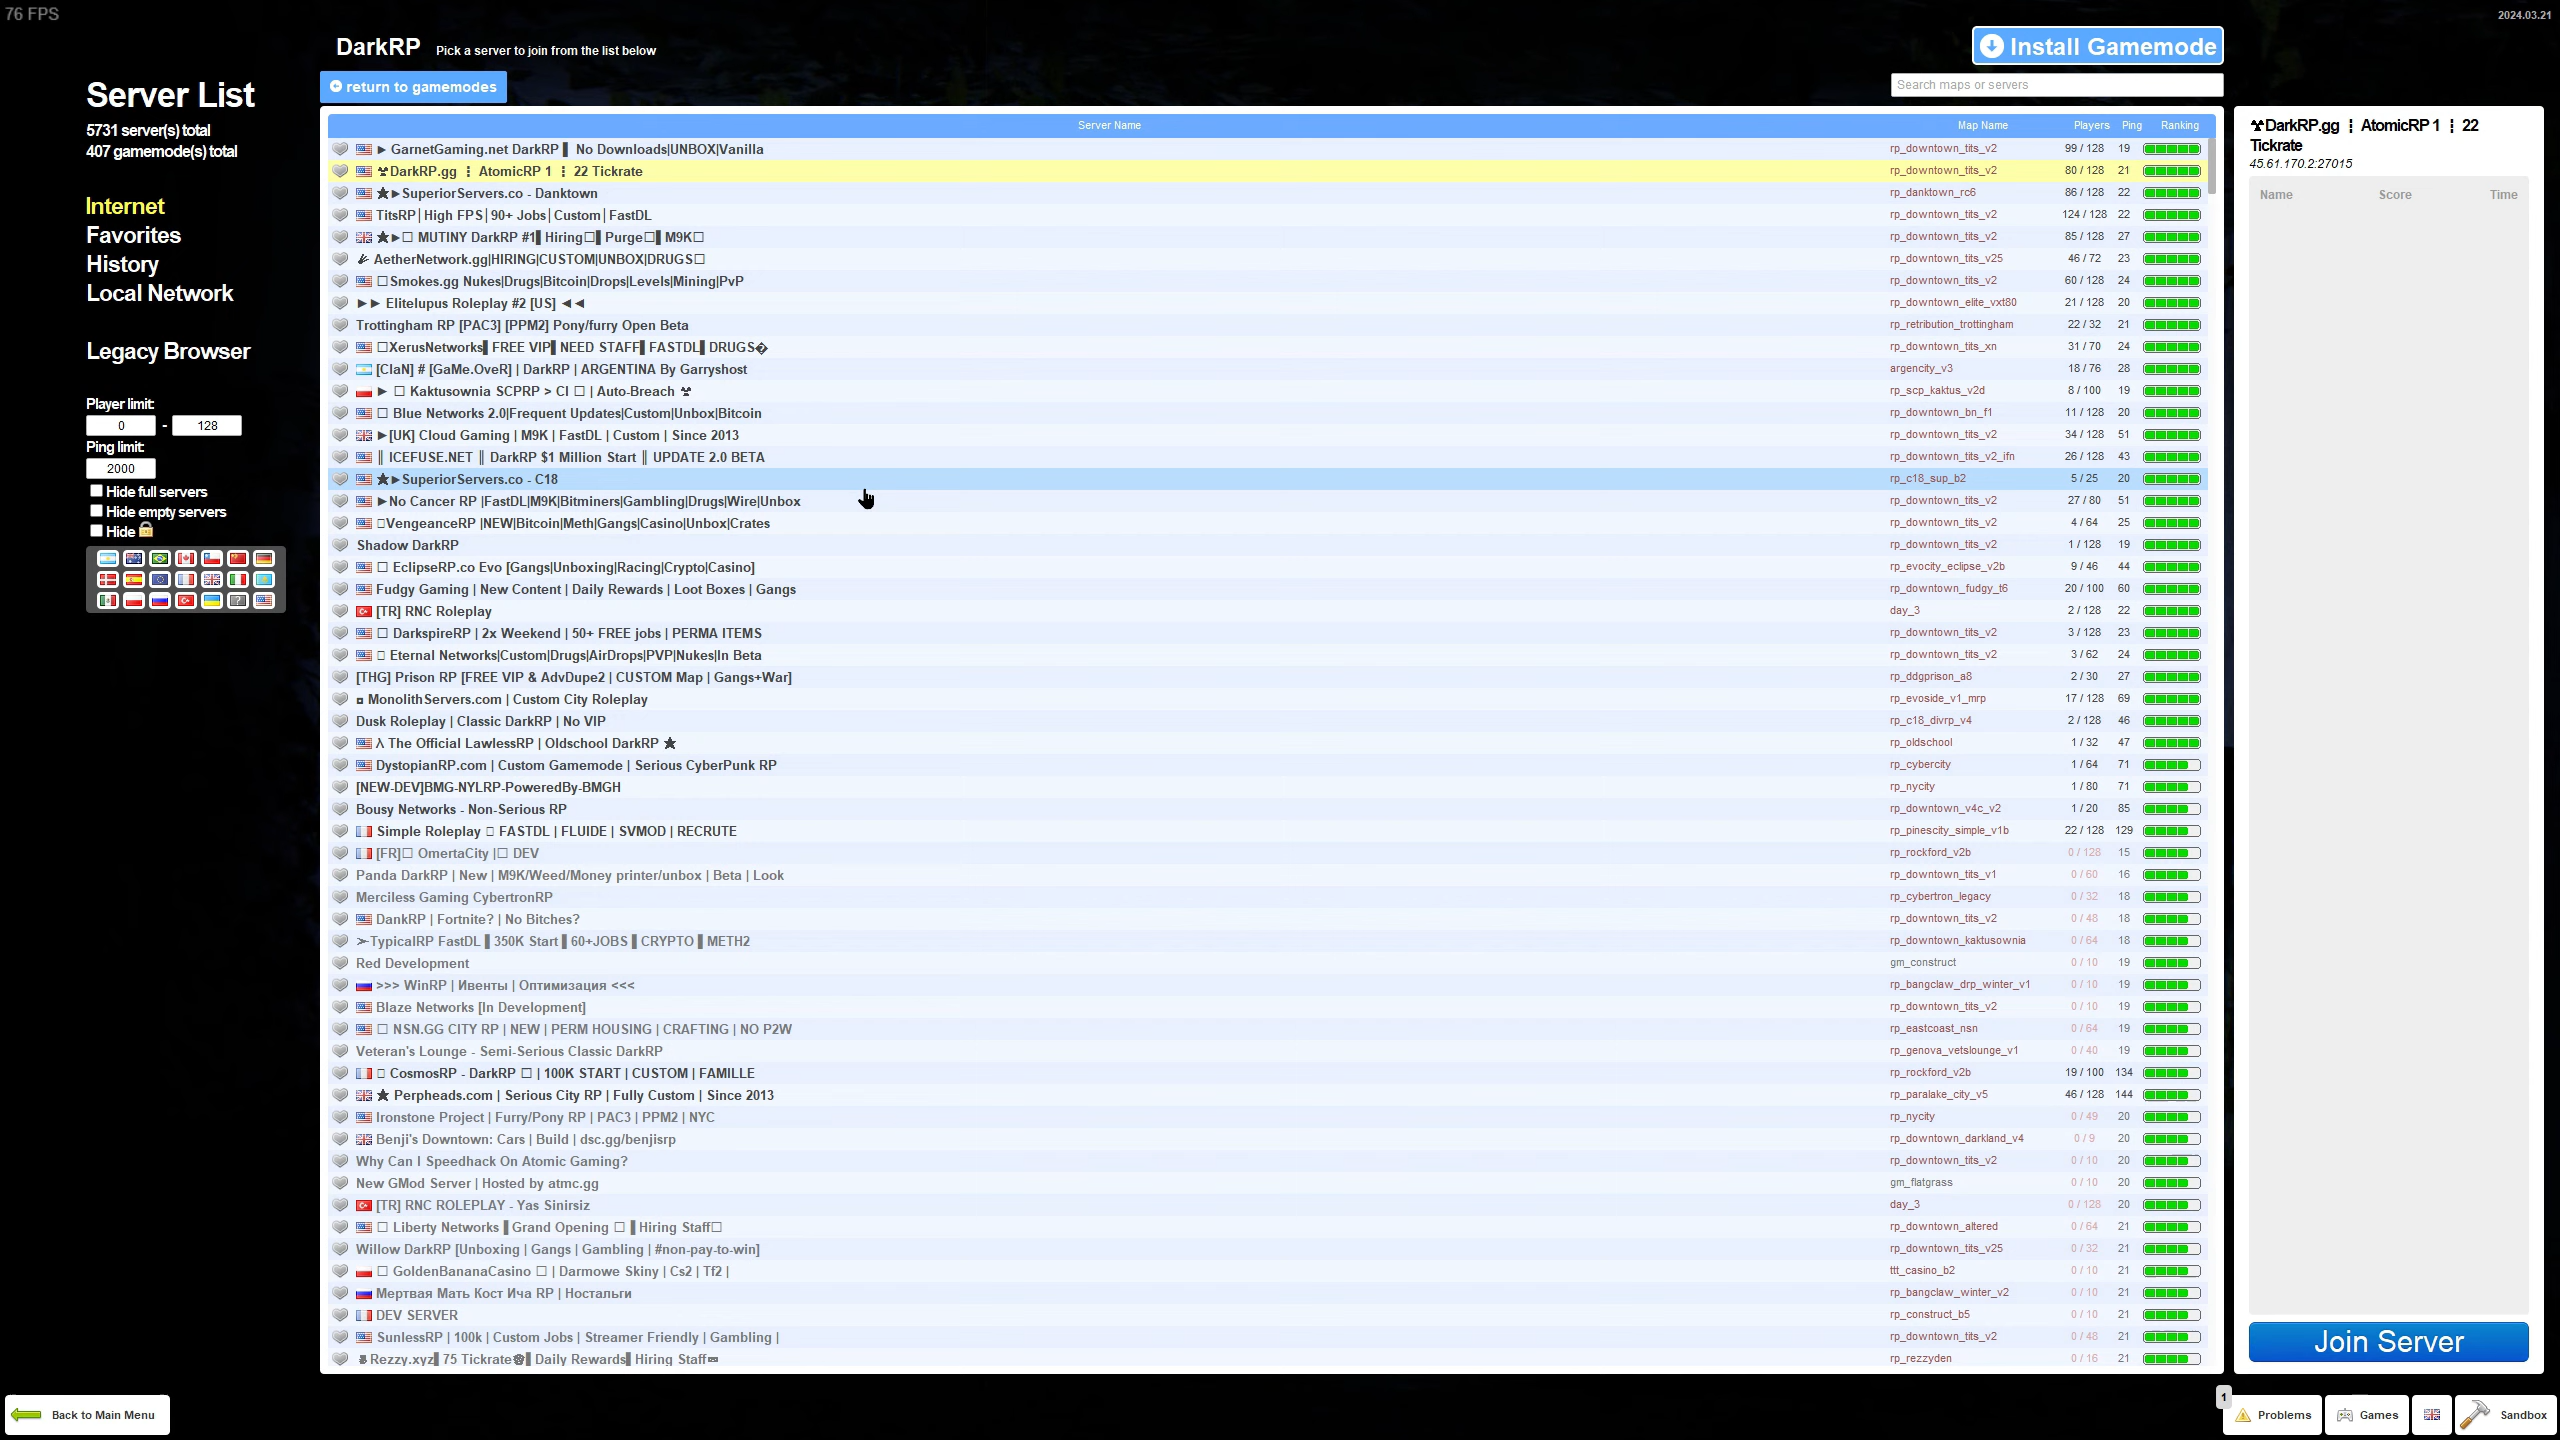 76 FPS
2024.03.21
DarkRP Pick a server to join from the list below
Install Gamemode
return to gamemodes
Search maps or servers
Server List
5731 server(s) total
407 gamemode(s) total
Internet
Favorites
History
Local Network
Legacy Browser
Player limit:
0 - 128
Ping limit:
2000
Hide full servers
Hide empty servers
Hide 🔒
Server Name Map Name Players Ping Ranking
►GarnetGaming.net DarkRP ▌ No Downloads|UNBOX|Vanilla rp_downtown_tits_v2 99 / 128 19
☢DarkRP.gg ┇ AtomicRP 1 ┇ 22 Tickrate rp_downtown_tits_v2 80 / 128 21
★►SuperiorServers.co - Danktown rp_danktown_rc6 86 / 128 22
TitsRP│High FPS│90+ Jobs│Custom│FastDL rp_downtown_tits_v2 124 / 128 22
★►□ MUTINY DarkRP #1▌Hiring□▌Purge□▌M9K□ rp_downtown_tits_v2 85 / 128 27
AetherNetwork.gg|HIRING|CUSTOM|UNBOX|DRUGS□ rp_downtown_tits_v25 46 / 72 23
□Smokes.gg Nukes|Drugs|Bitcoin|Drops|Levels|Mining|PvP rp_downtown_tits_v2 60 / 128 24
►► Elitelupus Roleplay #2 [US] ◄◄ rp_downtown_elite_vxt80 21 / 128 20
Trottingham RP [PAC3] [PPM2] Pony/furry Open Beta rp_retribution_trottingham 22 / 32 21
□XerusNetworks▌FREE VIP▌NEED STAFF▌FASTDL▌DRUGS� rp_downtown_tits_xn 31 / 70 24
[ClaN] # [GaMe.OveR] | DarkRP | ARGENTINA By Garryshost argencity_v3 18 / 76 28
► □ Kaktusownia SCPRP > CI □ | Auto-Breach ☢ rp_scp_kaktus_v2d 8 / 100 19
□ Blue Networks 2.0|Frequent Updates|Custom|Unbox|Bitcoin rp_downtown_bn_f1 11 / 128 20
►[UK] Cloud Gaming | M9K | FastDL | Custom | Since 2013 rp_downtown_tits_v2 34 / 128 51
║ ICEFUSE.NET ║ DarkRP $1 Million Start ║ UPDATE 2.0 BETA rp_downtown_tits_v2_ifn 26 / 128 43
★►SuperiorServers.co - C18 rp_c18_sup_b2 5 / 25 20
►No Cancer RP |FastDL|M9K|Bitminers|Gambling|Drugs|Wire|Unbox rp_downtown_tits_v2 27 / 80 51
□VengeanceRP |NEW|Bitcoin|Meth|Gangs|Casino|Unbox|Crates rp_downtown_tits_v2 4 / 64 25
Shadow DarkRP rp_downtown_tits_v2 1 / 128 19
□ EclipseRP.co Evo [Gangs|Unboxing|Racing|Crypto|Casino] rp_evocity_eclipse_v2b 9 / 46 44
Fudgy Gaming | New Content | Daily Rewards | Loot Boxes | Gangs rp_downtown_fudgy_t6 20 / 100 60
[TR] RNC Roleplay day_3 2 / 128 22
□ DarkspireRP | 2x Weekend | 50+ FREE jobs | PERMA ITEMS rp_downtown_tits_v2 3 / 128 23
□ Eternal Networks|Custom|Drugs|AirDrops|PVP|Nukes|In Beta rp_downtown_tits_v2 3 / 62 24
[THG] Prison RP [FREE VIP & AdvDupe2 | CUSTOM Map | Gangs+War] rp_ddgprison_a8 2 / 30 27
MonolithServers.com | Custom City Roleplay rp_evoside_v1_mrp 17 / 128 69
Dusk Roleplay | Classic DarkRP | No VIP rp_c18_divrp_v4 2 / 128 46
λ The Official LawlessRP | Oldschool DarkRP ★ rp_oldschool 1 / 32 47
DystopianRP.com | Custom Gamemode | Serious CyberPunk RP rp_cybercity 1 / 64 71
[NEW-DEV]BMG-NYLRP-PoweredBy-BMGH rp_nycity 1 / 80 71
Bousy Networks - Non-Serious RP rp_downtown_v4c_v2 1 / 20 85
Simple Roleplay □ FASTDL | FLUIDE | SVMOD | RECRUTE rp_pinescity_simple_v1b 22 / 128 129
[FR]□ OmertaCity |□ DEV rp_rockford_v2b 0 / 128 15
Panda DarkRP | New | M9K/Weed/Money printer/unbox | Beta | Look rp_downtown_tits_v1 0 / 60 16
Merciless Gaming CybertronRP rp_cybertron_legacy 0 / 32 18
DankRP | Fortnite? | No Bitches? rp_downtown_tits_v2 0 / 48 18
➣TypicalRP FastDL ▌350K Start ▌60+JOBS ▌CRYPTO ▌METH2 rp_downtown_kaktusownia 0 / 64 18
Red Development gm_construct 0 / 10 19
>>> WinRP | Ивенты | Оптимизация <<< rp_bangclaw_drp_winter_v1 0 / 10 19
Blaze Networks [In Development] rp_downtown_tits_v2 0 / 10 19
□ NSN.GG CITY RP | NEW | PERM HOUSING | CRAFTING | NO P2W rp_eastcoast_nsn 0 / 64 19
Veteran's Lounge - Semi-Serious Classic DarkRP rp_genova_vetslounge_v1 0 / 40 19
□ CosmosRP - DarkRP □ | 100K START | CUSTOM | FAMILLE rp_rockford_v2b 19 / 100 134
★ Perpheads.com | Serious City RP | Fully Custom | Since 2013 rp_paralake_city_v5 46 / 128 144
Ironstone Project | Furry/Pony RP | PAC3 | PPM2 | NYC rp_nycity 0 / 49 20
Benji's Downtown: Cars | Build | dsc.gg/benjisrp rp_downtown_darkland_v4 0 / 9 20
Why Can I Speedhack On Atomic Gaming? rp_downtown_tits_v2 0 / 10 20
New GMod Server | Hosted by atmc.gg gm_flatgrass 0 / 10 20
[TR] RNC ROLEPLAY - Yas Sinirsiz day_3 0 / 128 20
□ Liberty Networks ▌Grand Opening □ ▌Hiring Staff□ rp_downtown_altered 0 / 64 21
Willow DarkRP [Unboxing | Gangs | Gambling | #non-pay-to-win] rp_downtown_tits_v25 0 / 32 21
□ GoldenBananaCasino □ | Darmowe Skiny | Cs2 | Tf2 | ttt_casino_b2 0 / 10 21
Мертвая Мать Кост Ича RP | Ностальги rp_bangclaw_winter_v2 0 / 10 21
DEV SERVER rp_construct_b5 0 / 10 21
SunlessRP | 100k | Custom Jobs | Streamer Friendly | Gambling | rp_downtown_tits_v2 0 / 48 21
Rezzy.xyz▌75 Tickrate▌Daily Rewards▌Hiring Staff rp_rezzyden 0 / 16 21
☢DarkRP.gg ┇ AtomicRP 1 ┇ 22
Tickrate
45.61.170.2:27015
Name Score Time
Join Server
Back to Main Menu
1
Problems
Games
Sandbox